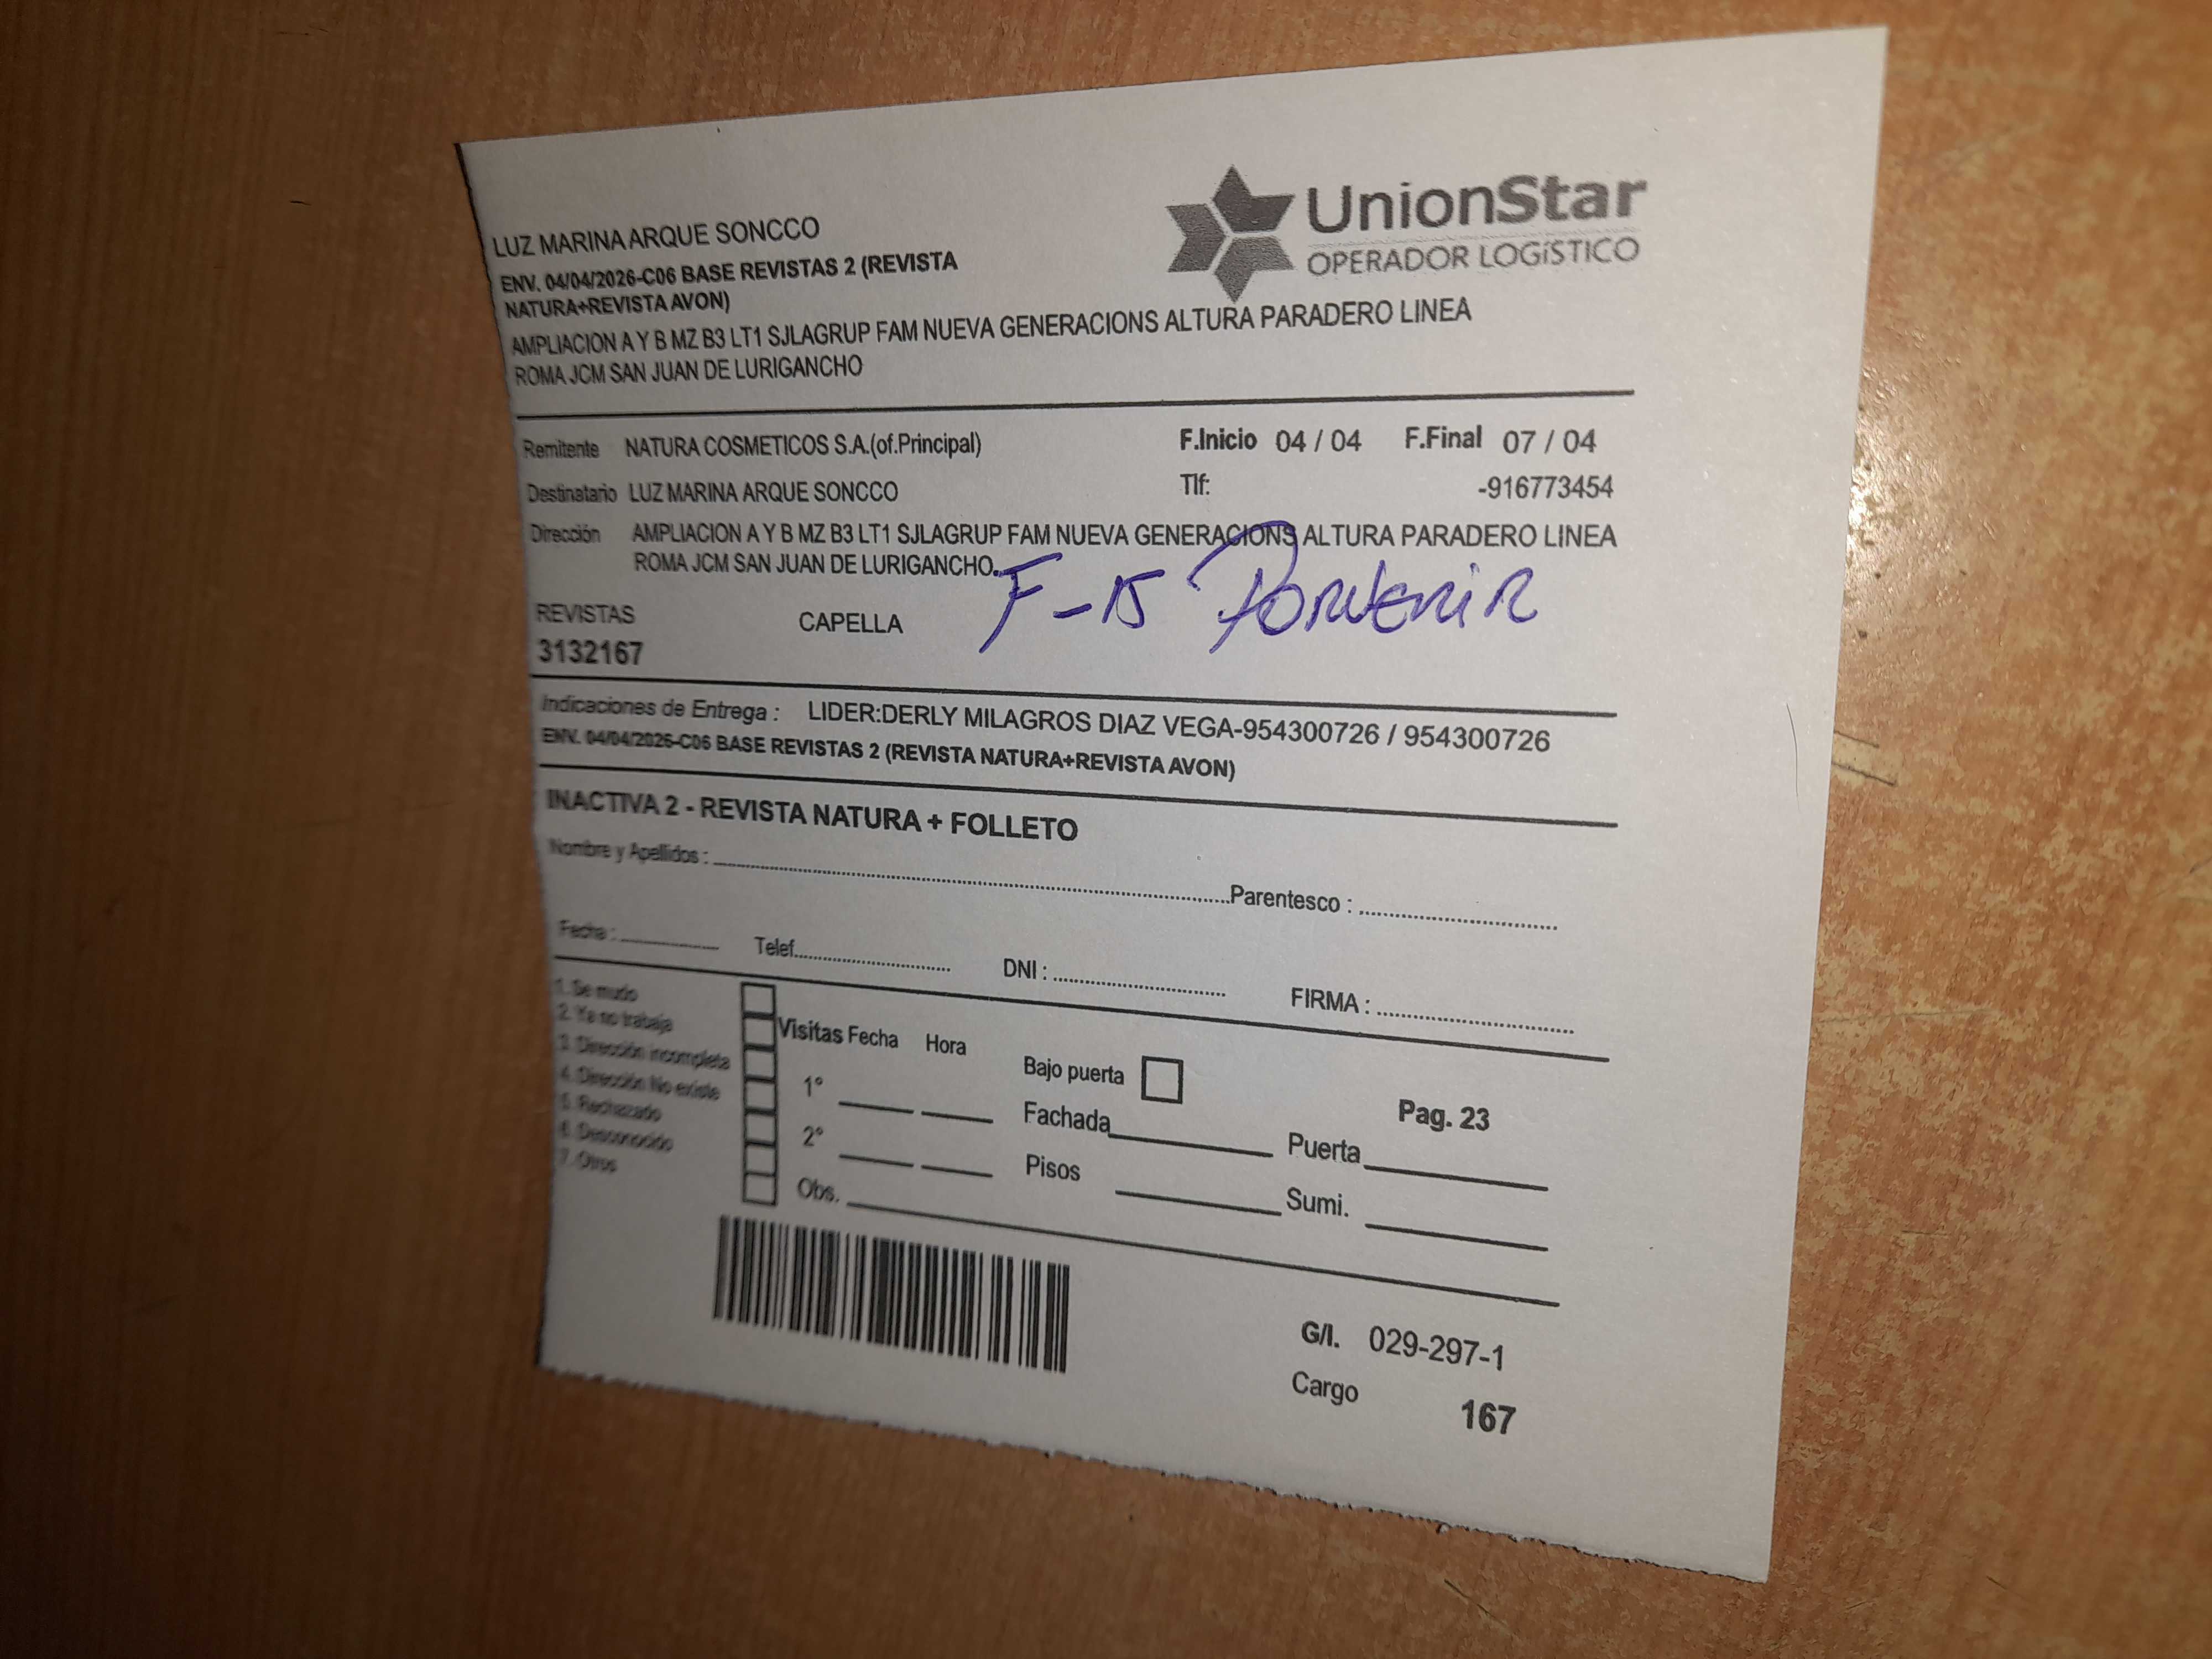 UnionStar
OPERADOR LOGíSTICO
LUZ MARINA ARQUE SONCCO
ENV. 04/04/2026-C06 BASE REVISTAS 2 (REVISTA
NATURA+REVISTA AVON)
AMPLIACION A Y B MZ B3 LT1 SJLAGRUP FAM NUEVA GENERACIONS ALTURA PARADERO LINEA
ROMA JCM SAN JUAN DE LURIGANCHO
Remitente NATURA COSMETICOS S.A.(of.Principal) F.Inicio 04 / 04 F.Final 07 / 04
Destinatario LUZ MARINA ARQUE SONCCO Tlf: -916773454
Dirección AMPLIACION A Y B MZ B3 LT1 SJLAGRUP FAM NUEVA GENERACIONS ALTURA PARADERO LINEA
ROMA JCM SAN JUAN DE LURIGANCHO
F-15 Porvenir
REVISTAS CAPELLA
3132167
Indicaciones de Entrega : LIDER:DERLY MILAGROS DIAZ VEGA-954300726 / 954300726
ENV. 04/04/2026-C06 BASE REVISTAS 2 (REVISTA NATURA+REVISTA AVON)
INACTIVA 2 - REVISTA NATURA + FOLLETO
Nombre y Apellidos : Parentesco :
Fecha : Telef. DNI : FIRMA :
1. Se mudo
2. Ya no trabaja
3. Dirección incompleta
4. Dirección No existe
5. Rechazado
6. Desconocido
7. Otros
Visitas Fecha Hora
1°
2°
Obs.
Bajo puerta
Fachada Puerta
Pisos Sumi.
Pag. 23
G/I. 029-297-1
Cargo 167